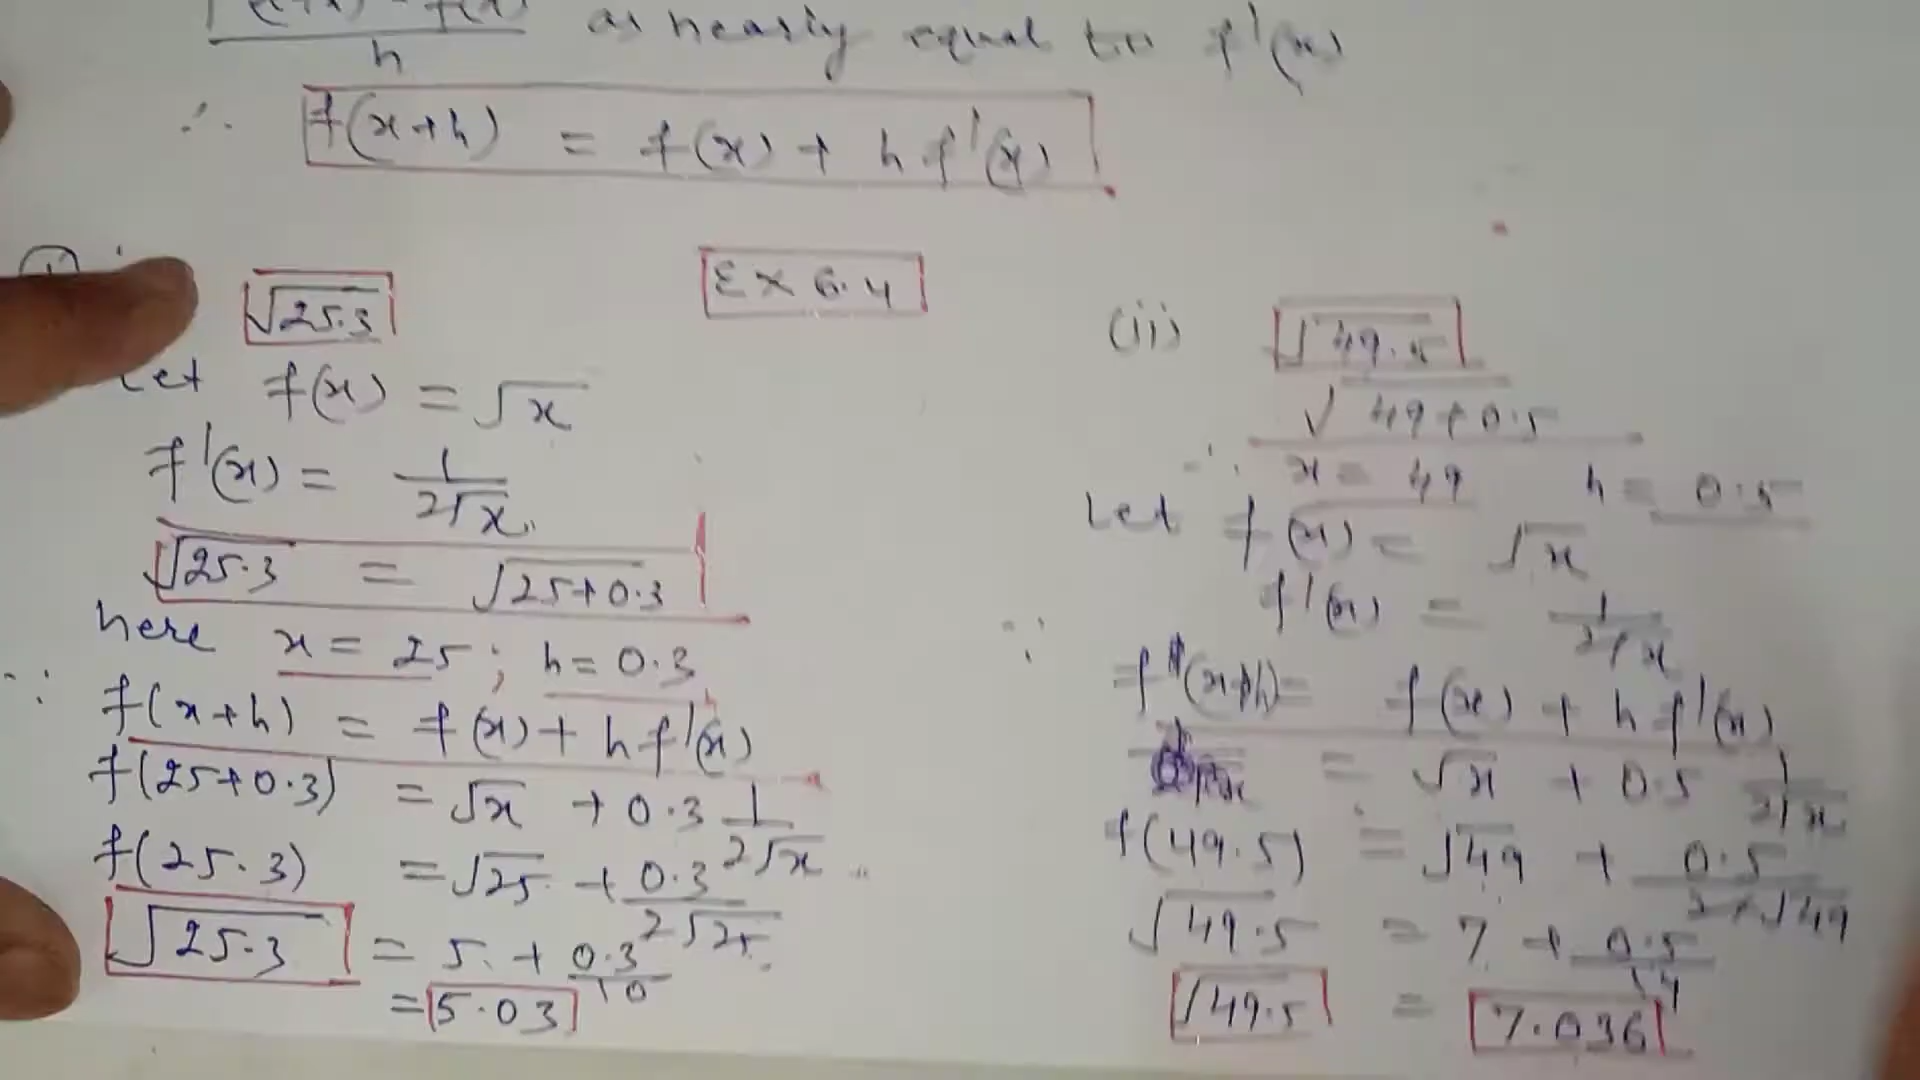 h as nearly equal to f'(x)
∴ f(x+h) = f(x) + h f'(x)
Ex 6.4
√25.3
Let f(x) = √x
f'(x) = 1/2√x
√25.3 = √25+0.3
here x = 25 ; h = 0.3
∵ f(x+h) = f(x) + h f'(x)
f(25+0.3) = √x + 0.3 1/2√x
f(25.3) = √25 + 0.3/2√25
√25.3 = 5 + 0.3/10
= 5.03
(ii) √49.5
√49+0.5
∴ x = 49 h = 0.5
Let f(x) = √x
f'(x) = 1/2√x
∵ f(x+h) = f(x) + h f'(x)
= √x + 0.5 1/2√x
f(49.5) = √49 + 0.5/2×√49
√49.5 = 7 + 0.5/14
√49.5 = 7.036